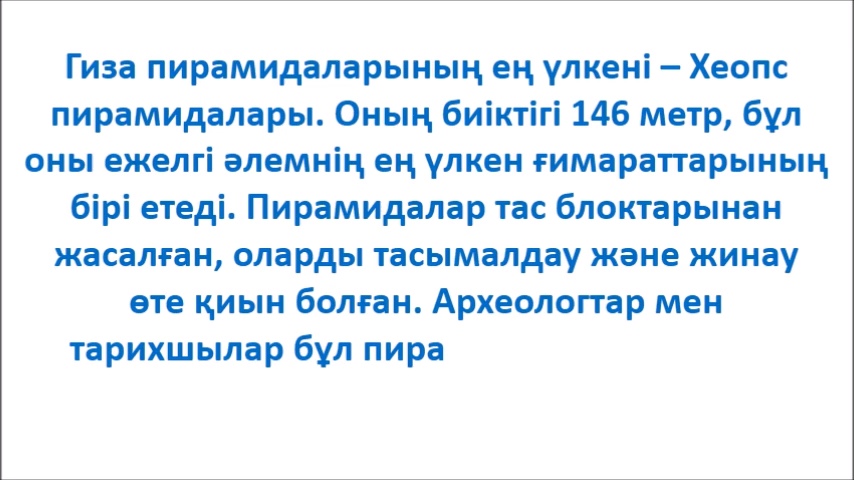 Гиза пирамидаларының ең үлкені – Хеопс
пирамидалары. Оның биіктігі 146 метр, бұл
оны ежелгі әлемнің ең үлкен ғимараттарының
бірі етеді. Пирамидалар тас блоктарынан
жасалған, оларды тасымалдау және жинау
өте қиын болған. Археологтар мен
тарихшылар бұл пира